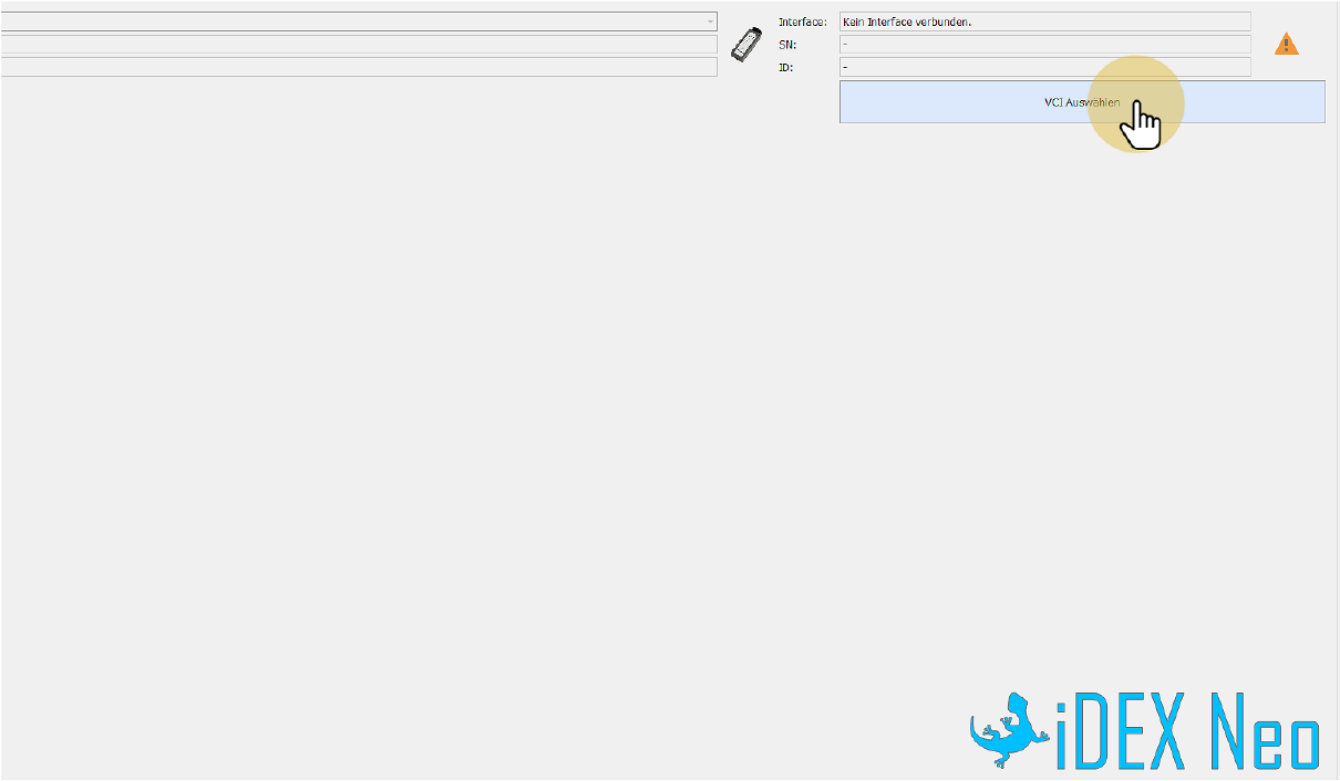 Interface: Kein Interface verbunden.
SN: -
ID: -
VCI Auswählen
iDEX Neo